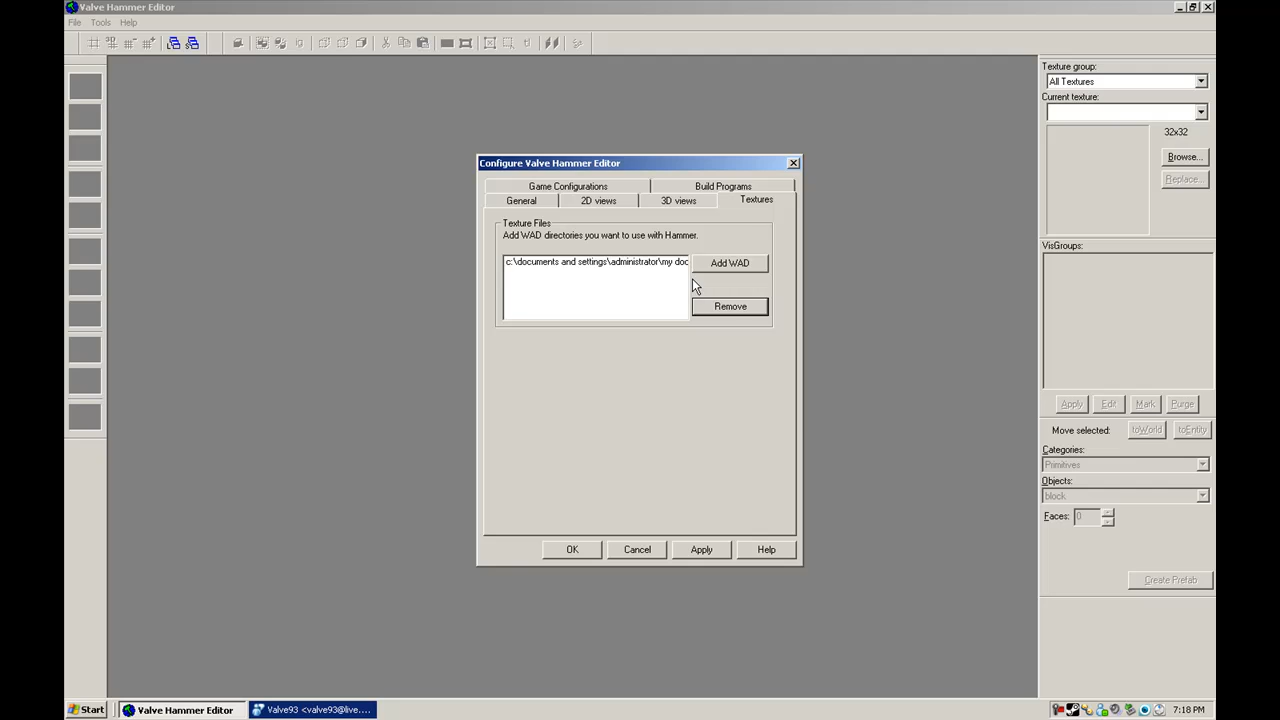 Valve Hammer Editor
File Tools Help
Texture group:
All Textures
Current texture:
32x32
Browse...
Replace...
Configure Valve Hammer Editor
Game Configurations Build Programs
General 2D views 3D views Textures
Texture Files
Add WAD directories you want to use with Hammer.
c:\documents and settings\administrator\my doc
Add WAD
Remove
VisGroups:
Apply Edit Mark Purge
Move selected: toWorld toEntity
Categories:
Primitives
Objects:
block
Faces: 0
OK Cancel Apply Help
Create Prefab
Start Valve Hammer Editor Valve93 <valve93@live.... 7:18 PM